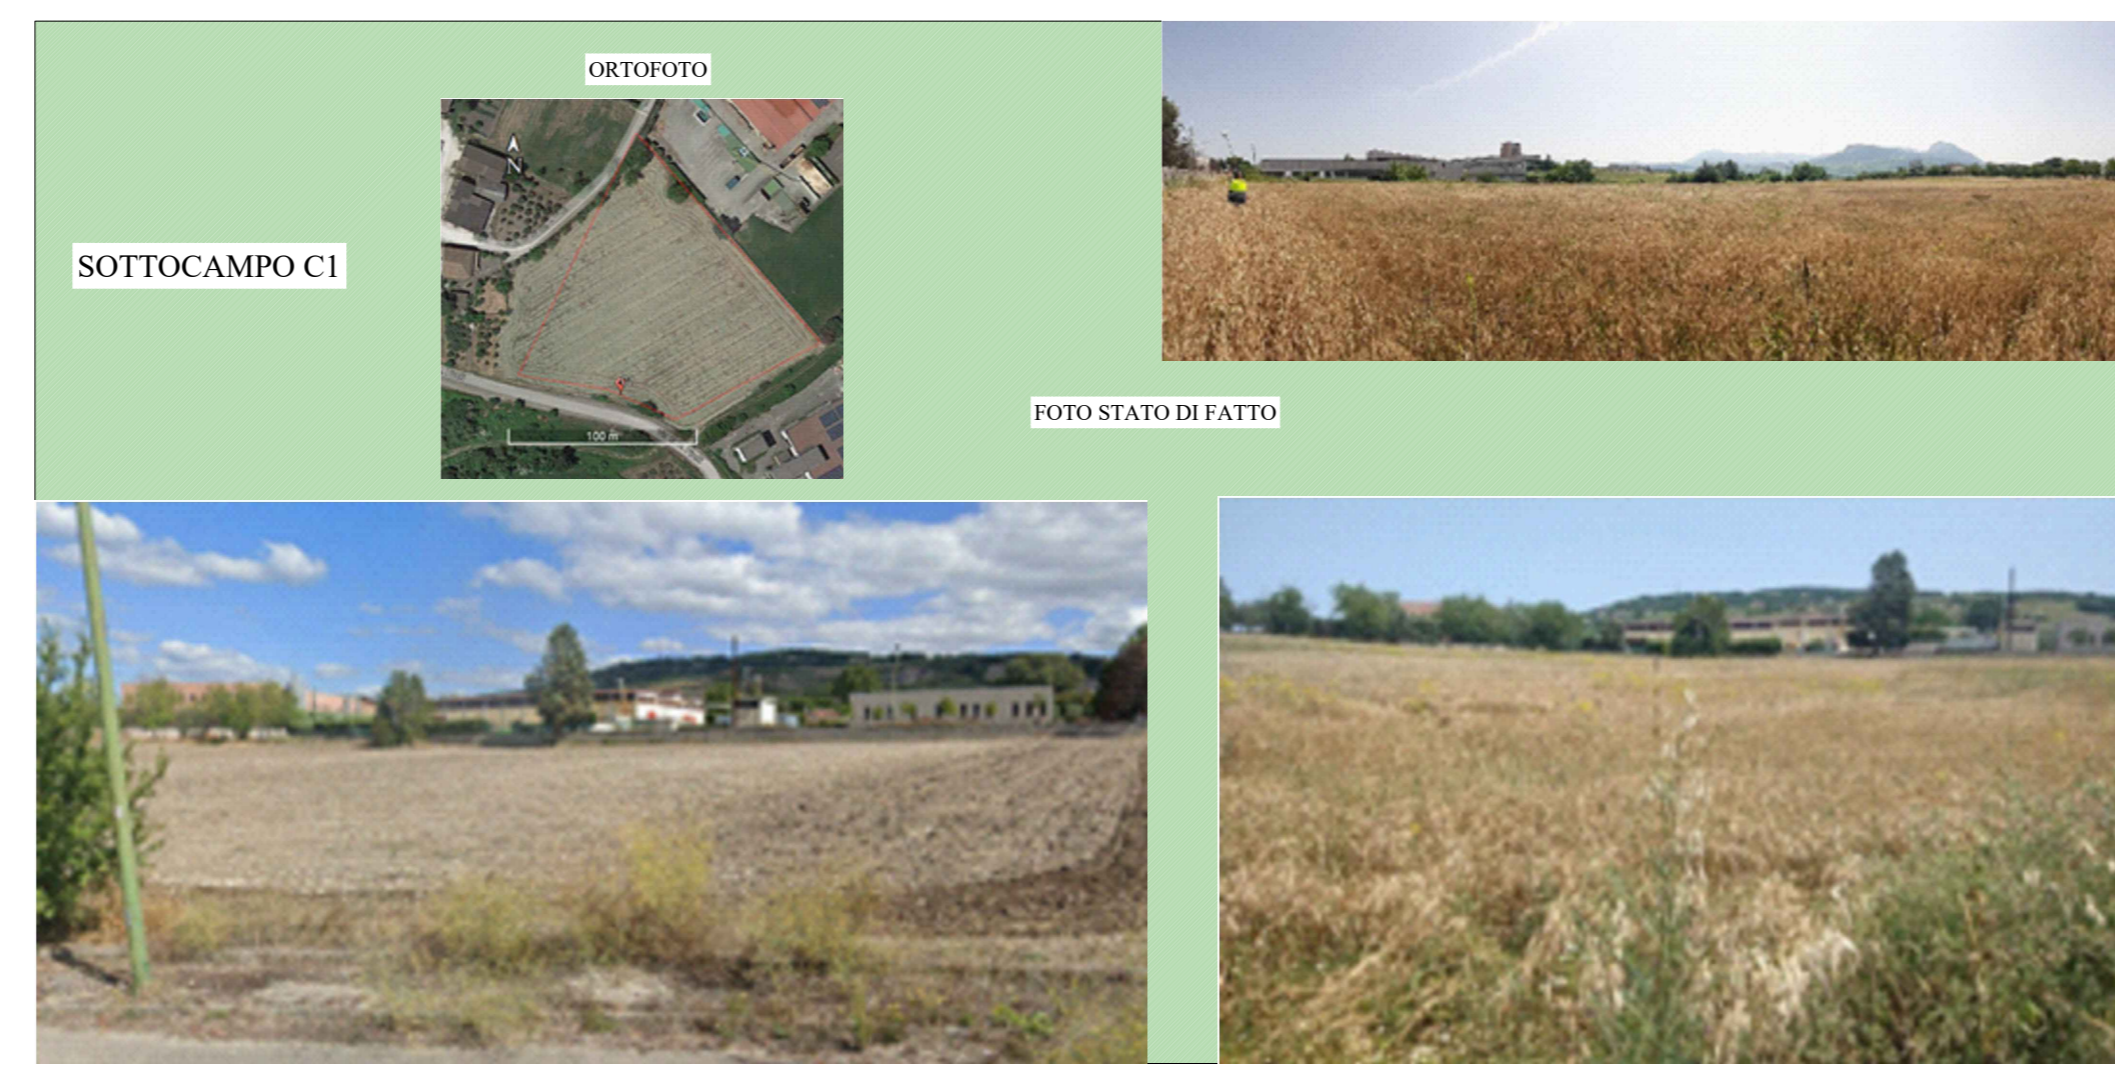 ORTOFOTO
N
SOTTOCAMPO C1
100 m
FOTO STATO DI FATTO